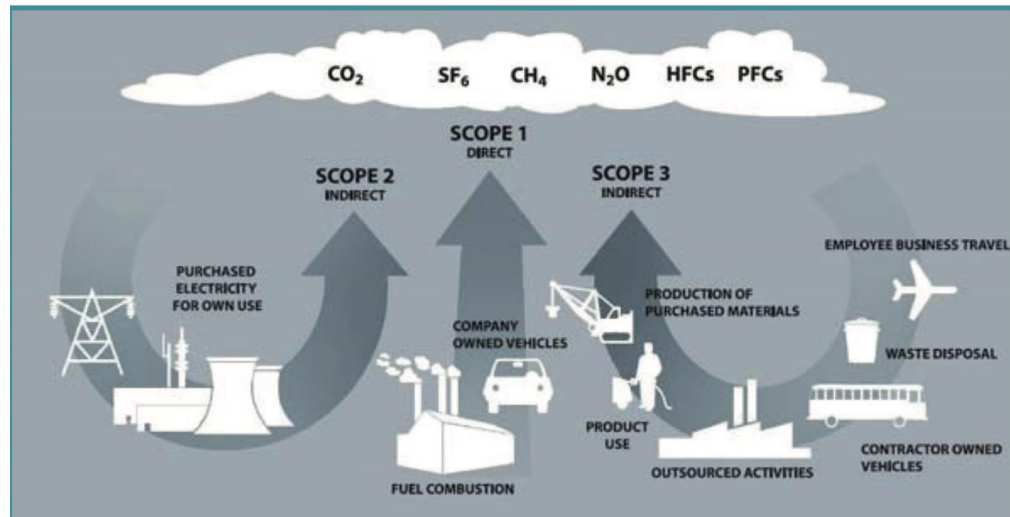 CO₂ SF₆ CH₄ N₂O HFCs PFCs
SCOPE 1
DIRECT
SCOPE 2
INDIRECT
SCOPE 3
INDIRECT
PURCHASED
ELECTRICITY
FOR OWN USE
COMPANY
OWNED VEHICLES
FUEL COMBUSTION
PRODUCTION OF
PURCHASED MATERIALS
PRODUCT
USE
OUTSOURCED ACTIVITIES
EMPLOYEE BUSINESS TRAVEL
WASTE DISPOSAL
CONTRACTOR OWNED
VEHICLES